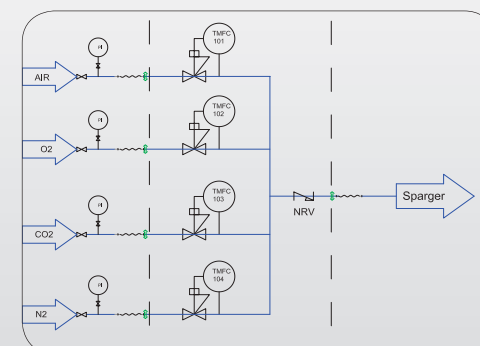 PI
TMFC
101
AIR
PI
TMFC
102
O2
PI
TMFC
103
Sparger
NRV
CO2
PI
TMFC
104
N2